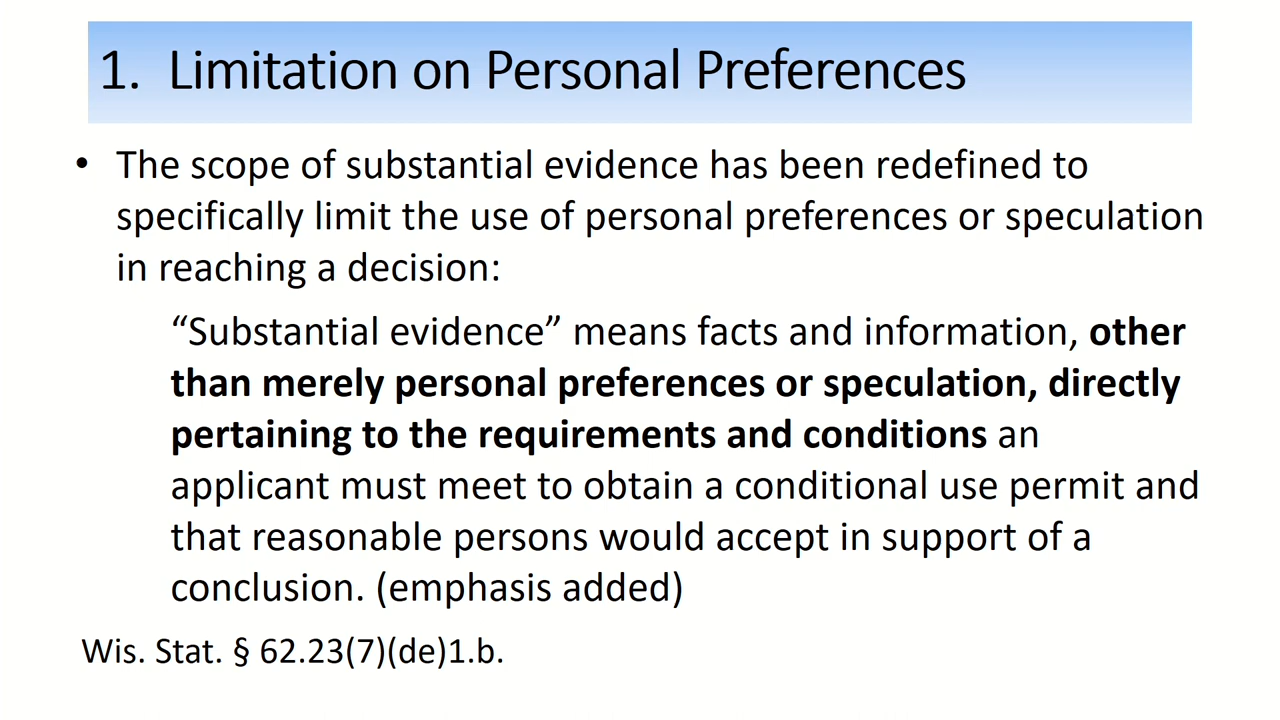 1. Limitation on Personal Preferences
• The scope of substantial evidence has been redefined to
specifically limit the use of personal preferences or speculation
in reaching a decision:
“Substantial evidence” means facts and information, other
than merely personal preferences or speculation, directly
pertaining to the requirements and conditions an
applicant must meet to obtain a conditional use permit and
that reasonable persons would accept in support of a
conclusion. (emphasis added)
Wis. Stat. § 62.23(7)(de)1.b.